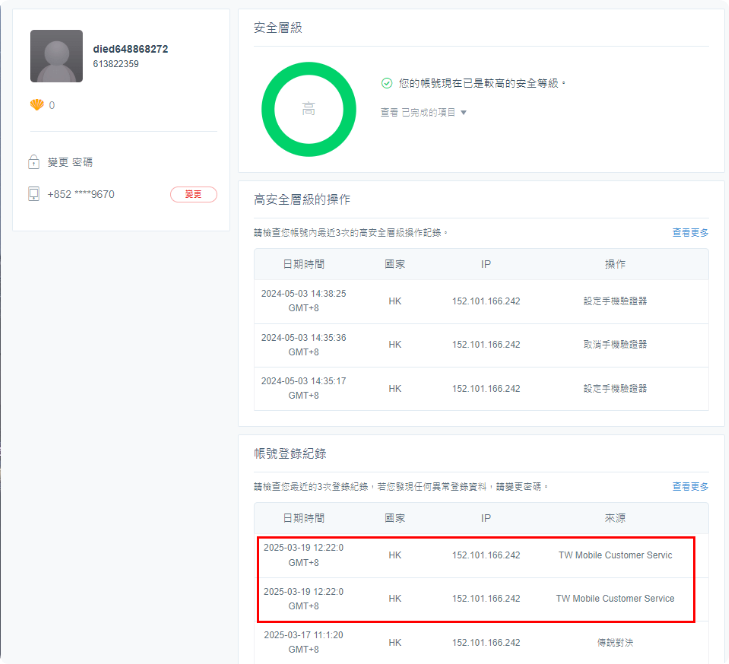 died648868272
613822359
0
變更 密碼
+852 ****9670
變更
安全層級
高
您的帳號現在已是較高的安全等級。
查看 已完成的項目 ▼
高安全層級的操作
請檢查您帳號內最近3次的高安全層級操作記錄。 查看更多
日期時間 國家 IP 操作
2024-05-03 14:38:25
GMT+8
HK 152.101.166.242 設定手機驗證器
2024-05-03 14:35:36
GMT+8
HK 152.101.166.242 取消手機驗證器
2024-05-03 14:35:17
GMT+8
HK 152.101.166.242 設定手機驗證器
帳號登錄紀錄
請檢查您最近的3次登錄紀錄，若您發現任何異常登錄資料，請變更密碼。 查看更多
日期時間 國家 IP 來源
2025-03-19 12:22:0
GMT+8
HK 152.101.166.242 TW Mobile Customer Servic
2025-03-19 12:22:0
GMT+8
HK 152.101.166.242 TW Mobile Customer Service
2025-03-17 11:1:20
GMT+8
HK 152.101.166.242 傳說對決